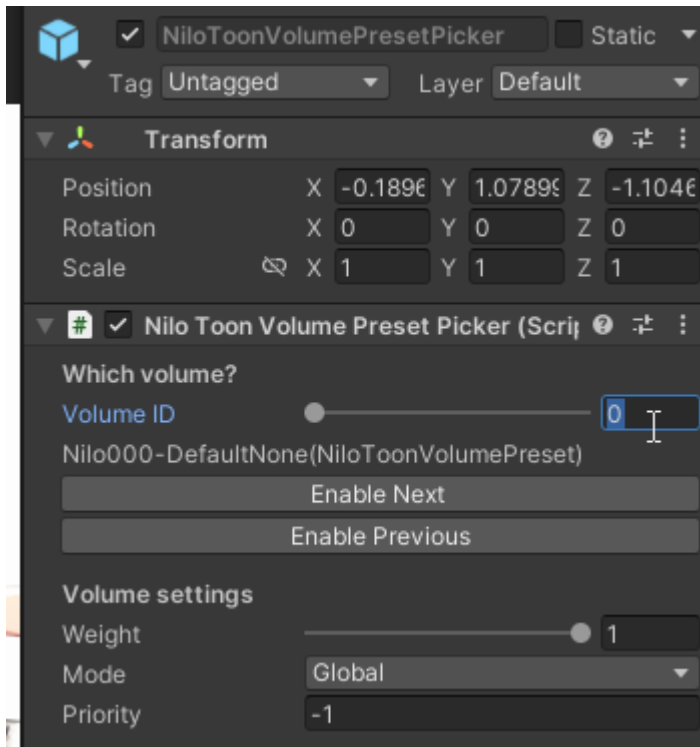 NiloToonVolumePresetPicker Static
Tag Untagged Layer Default
Transform
Position X -0.1896 Y 1.07899 Z -1.1046
Rotation X 0 Y 0 Z 0
Scale X 1 Y 1 Z 1
# Nilo Toon Volume Preset Picker (Scrip
Which volume?
Volume ID 0
Nilo000-DefaultNone(NiloToonVolumePreset)
Enable Next
Enable Previous
Volume settings
Weight 1
Mode Global
Priority -1